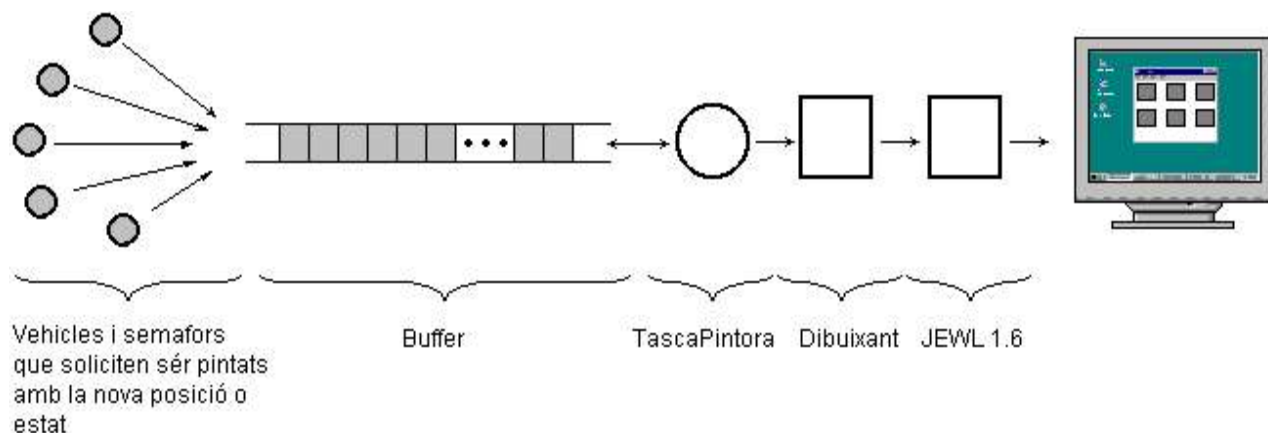 Vehicles i semafors
que soliciten sér pintats
amb la nova posició o
estat
Buffer
TascaPintora
Dibuixant
JEWL 1.6